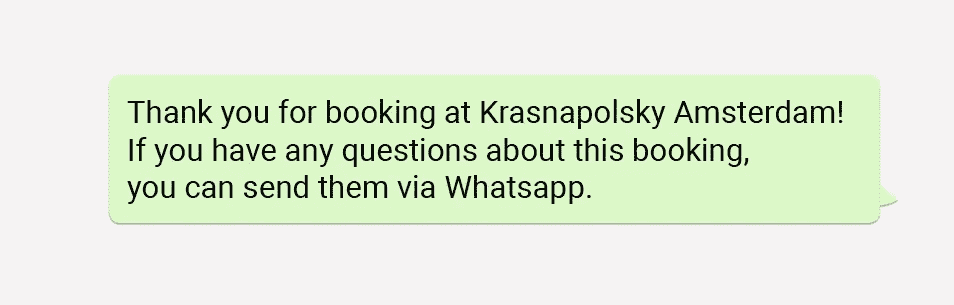 Thank you for booking at Krasnapolsky Amsterdam!
If you have any questions about this booking,
you can send them via Whatsapp.